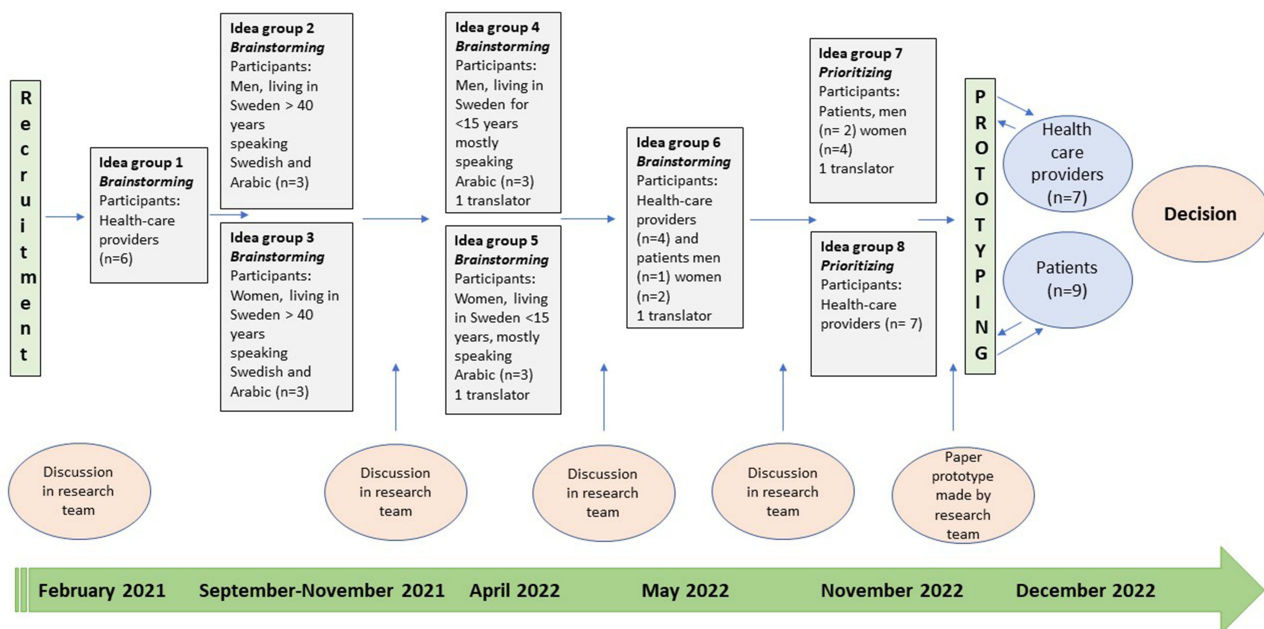 Recruitment
Idea group 1
Brainstorming
Participants:
Health-care
providers
(n=6)
Idea group 2
Brainstorming
Participants:
Men, living in
Sweden > 40
years
speaking
Swedish and
Arabic (n=3)
Idea group 3
Brainstorming
Participants:
Women, living in
Sweden > 40
years
speaking
Swedish and
Arabic (n=3)
Idea group 4
Brainstorming
Participants:
Men, living in
Sweden for
<15 years
mostly
speaking
Arabic (n=3)
1 translator
Idea group 5
Brainstorming
Participants:
Women, living
in Sweden <15
years, mostly
speaking
Arabic (n=3)
1 translator
Idea group 6
Brainstorming
Participants:
Health-care
providers
(n=4) and
patients men
(n=1) women
(n=2)
1 translator
Idea group 7
Prioritizing
Participants:
Patients, men
(n= 2) women
(n=4)
1 translator
Idea group 8
Prioritizing
Participants:
Health-care
providers (n= 7)
PROTOTYPING
Health
care
providers
(n=7)
Patients
(n=9)
Decision
Discussion
in research
team
Discussion
in research
team
Discussion
in research
team
Discussion
in research
team
Paper
prototype
made by
research
team
February 2021
September-November 2021
April 2022
May 2022
November 2022
December 2022